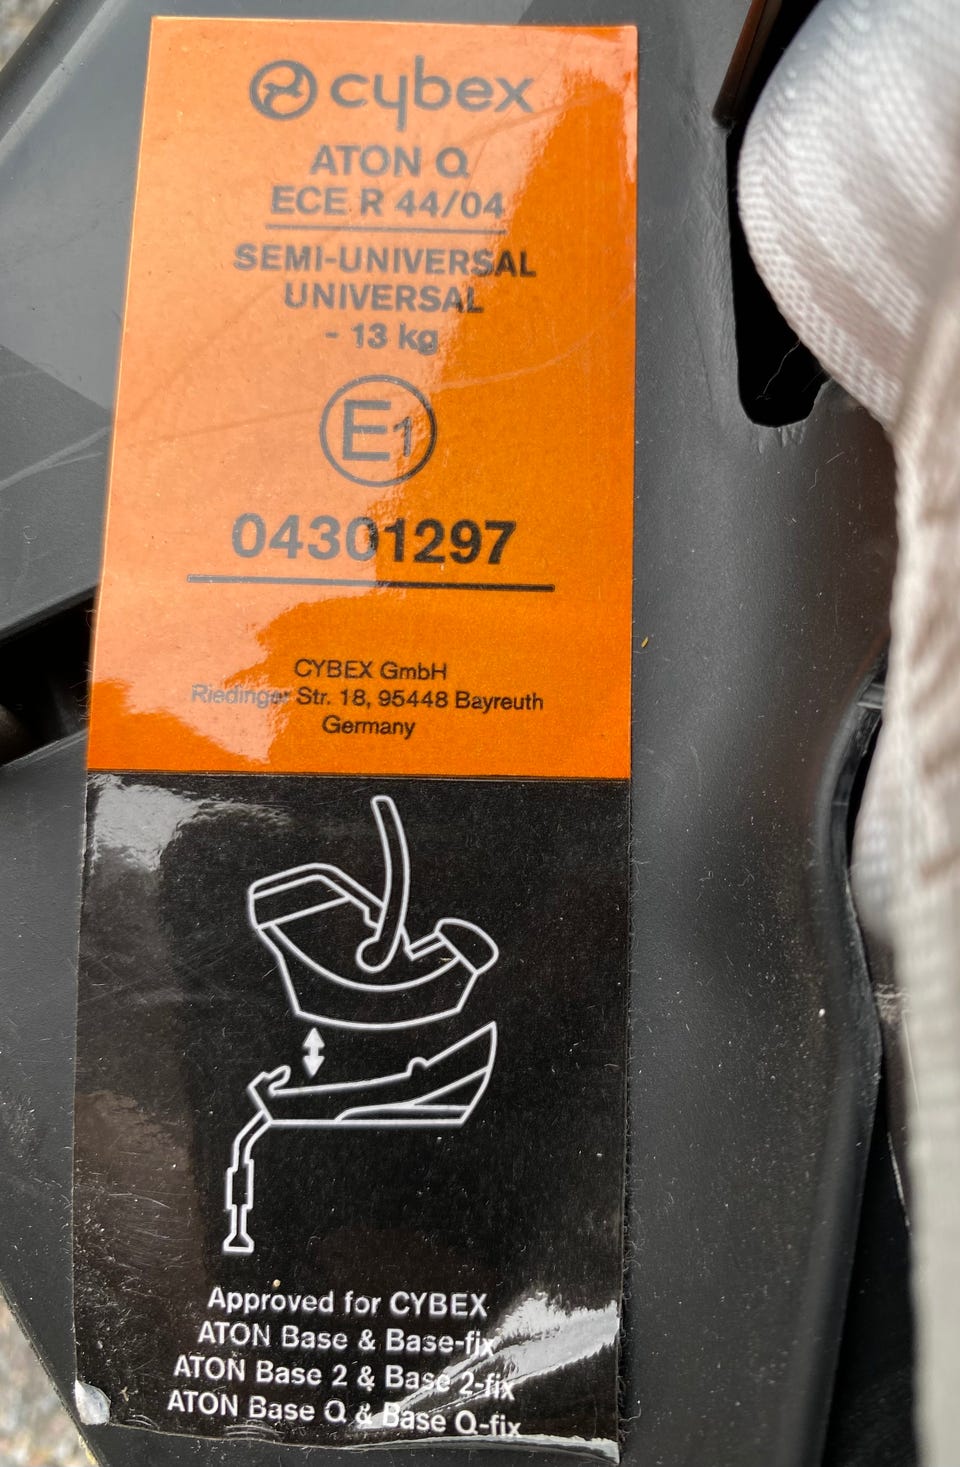 cybex
ATON Q
ECE R 44/04
SEMI-UNIVERSAL
UNIVERSAL
- 13 kg
E1
04301297
CYBEX GmbH
Riedinger Str. 18, 95448 Bayreuth
Germany
Approved for CYBEX
ATON Base & Base-fix
ATON Base 2 & Base 2-fix
ATON Base Q & Base Q-fix